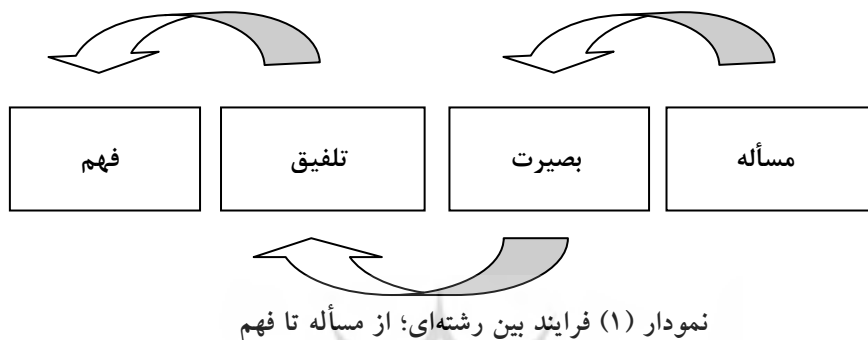 مسأله بصیرت تلفیق فهم
نمودار (۱) فرایند بین رشته‌ای؛ از مسأله تا فهم